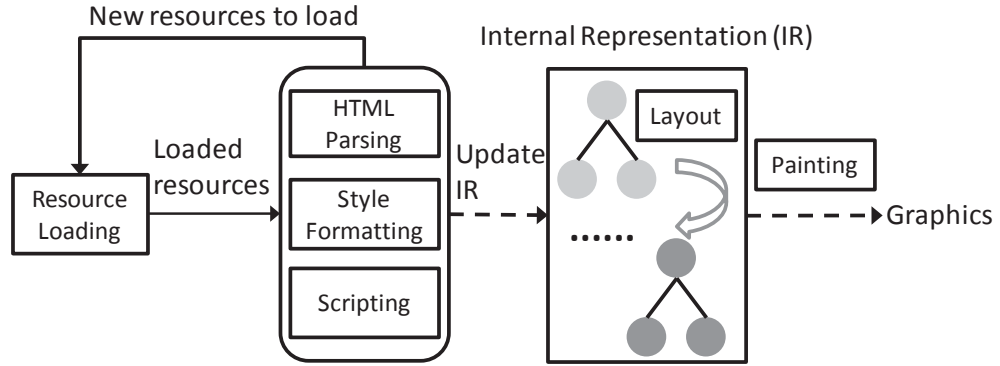 New resources to load
Internal Representation (IR)
HTML
Parsing
Layout
Loaded
resources
Update
IR
Painting
Resource
Loading
Style
Formatting
Graphics
......
Scripting